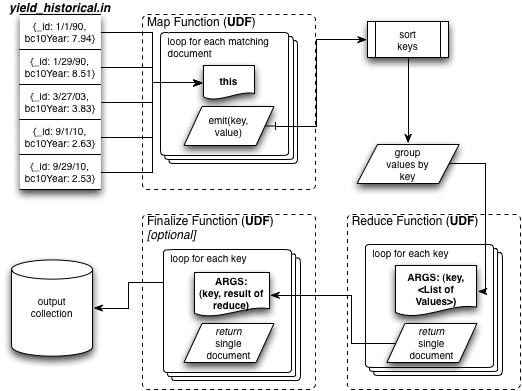 yield_historical.in
{_id: 1/1/90,
bc10Year: 7.94}
{_id: 1/29/90,
bc10Year: 8.51}
{_id: 3/27/03,
bc10Year: 3.83}
{_id: 9/1/10,
bc10Year: 2.63}
{_id: 9/29/10,
bc10Year: 2.53}
Map Function (UDF)
loop for each matching
document
this
emit(key,
value)
sort
keys
group
values by
key
Reduce Function (UDF)
loop for each key
ARGS: (key,
<List of
Values>)
return
single
document
Finalize Function (UDF)
[optional]
loop for each key
ARGS:
(key, result of
reduce)
return
single
document
output
collection